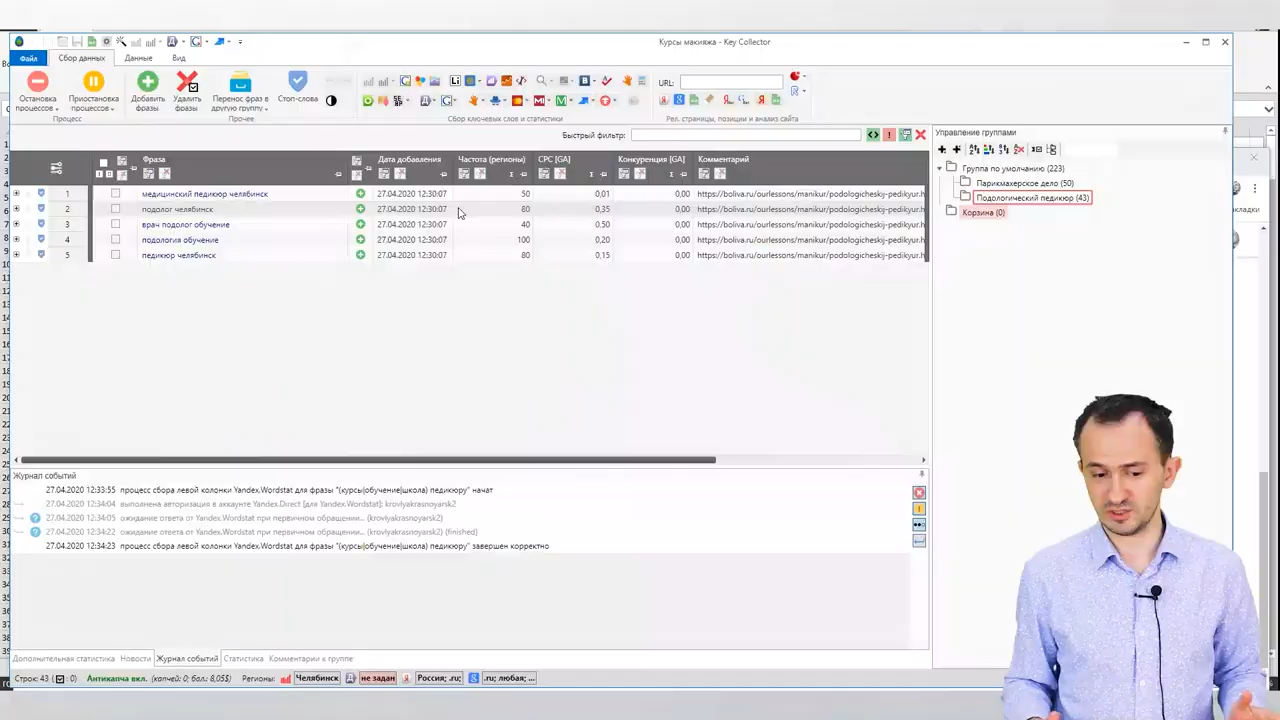 Курсы макияжа - Key Collector
Файл Сбор данных Данные Вид
Остановка процессов
Приостановка процессов
Добавить фразы
Удалить фразы
Перенос фраз в другую группу
Стоп-слова
URL:
Процесс Прочее Сбор ключевых слов и статистики Рел. страницы, позиции и анализ сайта
Быстрый фильтр:
Фраза Дата добавления Частота (регионы) CPC [GA] Конкуренция [GA] Комментарий
1 медицинский педикюр челябинск 27.04.2020 12:30:07 50 0,01 0,00 https://boliva.ru/ourlessons/manikur/podologicheskij-pedikyur.h
2 подолог челябинск 27.04.2020 12:30:07 80 0,35 0,00 https://boliva.ru/ourlessons/manikur/podologicheskij-pedikyur.h
3 врач подолог обучение 27.04.2020 12:30:07 40 0,50 0,00 https://boliva.ru/ourlessons/manikur/podologicheskij-pedikyur.h
4 подология обучение 27.04.2020 12:30:07 100 0,20 0,00 https://boliva.ru/ourlessons/manikur/podologicheskij-pedikyur.h
5 педикюр челябинск 27.04.2020 12:30:07 80 0,15 0,00 https://boliva.ru/ourlessons/manikur/podologicheskij-pedikyur.h
Управление группами
Группа по умолчанию (223)
Парикмахерское дело (50)
Подологический педикюр (43)
Корзина (0)
Журнал событий
27.04.2020 12:33:55 процесс сбора левой колонки Yandex.Wordstat для фразы "(курсы|обучение|школа) педикюру" начат
27.04.2020 12:34:04 выполнена авторизация в аккаунте Yandex.Direct [для Yandex.Wordstat]: krovlyakrasnoyarsk2
27.04.2020 12:34:05 ожидание ответа от Yandex.Wordstat при первичном обращении... (krovlyakrasnoyarsk2)
27.04.2020 12:34:22 ожидание ответа от Yandex.Wordstat при первичном обращении... (krovlyakrasnoyarsk2) (finished)
27.04.2020 12:34:23 процесс сбора левой колонки Yandex.Wordstat для фразы "(курсы|обучение|школа) педикюру" завершен корректно
Дополнительная статистика Новости Журнал событий Статистика Комментарии к группе
Строк: 43 ( : 0) Антикапча вкл. (капчей: 0; бал.: 8,05$) Регионы: Челябинск не задан Россия; .ru; .ru; любая; ...